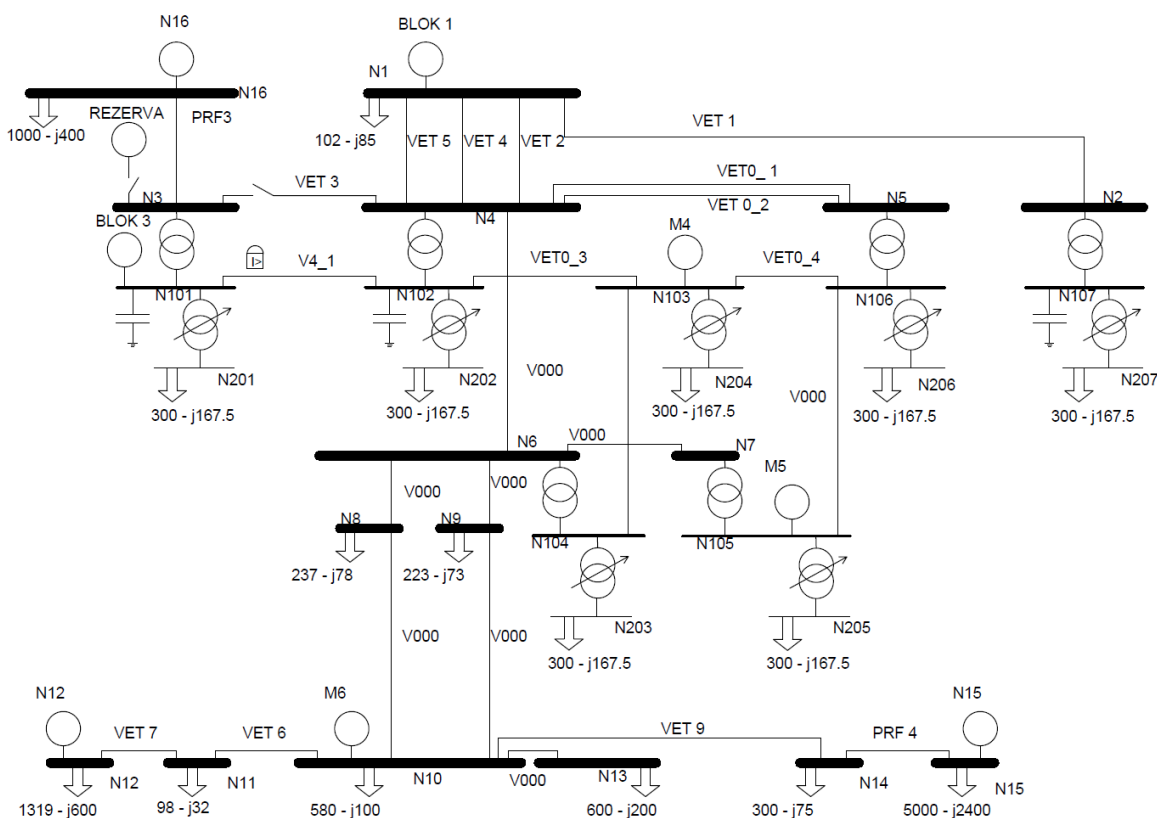 N16
BLOK 1
N1
N16
REZERVA
1000 - j400
PRF3
102 - j85
VET 5
VET 4
VET 2
VET 1
VET 3
VET0_ 1
N3
N4
VET 0_2
N5
N2
BLOK 3
M4
I>
V4_1
VET0_3
VET0_4
N101
N102
N103
N106
N107
N201
N202
N204
N206
N207
300 - j167.5
300 - j167.5
300 - j167.5
300 - j167.5
300 - j167.5
V000
V000
N6
V000
N7
M5
V000
V000
N8
N9
N104
N105
237 - j78
223 - j73
N203
N205
V000
V000
300 - j167.5
300 - j167.5
N12
M6
N15
VET 7
VET 6
VET 9
PRF 4
N12
N11
N10
V000
N13
N14
N15
1319 - j600
98 - j32
580 - j100
600 - j200
300 - j75
5000 - j2400